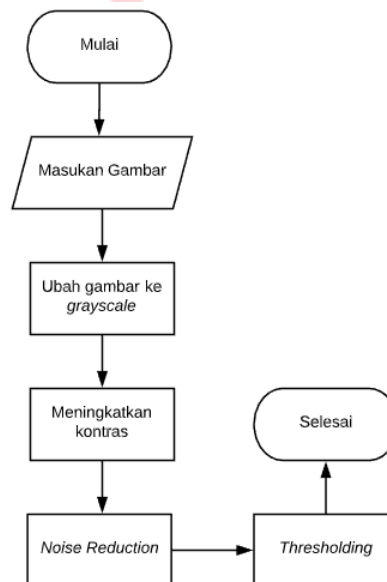 Mulai
Masukan Gambar
Ubah gambar ke
grayscale
Meningkatkan
kontras
Noise Reduction
Thresholding
Selesai